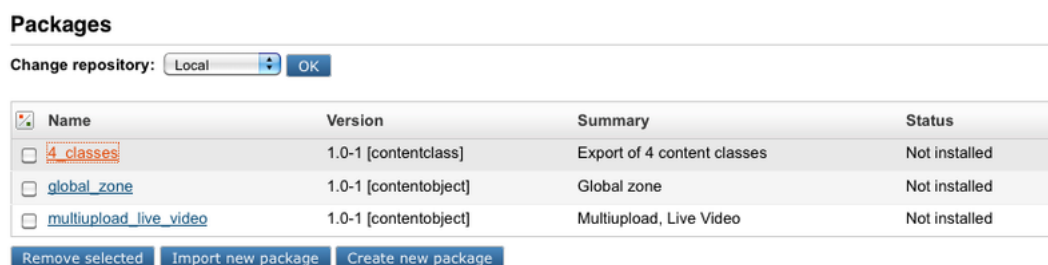 Packages
Change repository: Local OK
Name Version Summary Status
4_classes 1.0-1 [contentclass] Export of 4 content classes Not installed
global_zone 1.0-1 [contentobject] Global zone Not installed
multiupload_live_video 1.0-1 [contentobject] Multiupload, Live Video Not installed
Remove selected Import new package Create new package